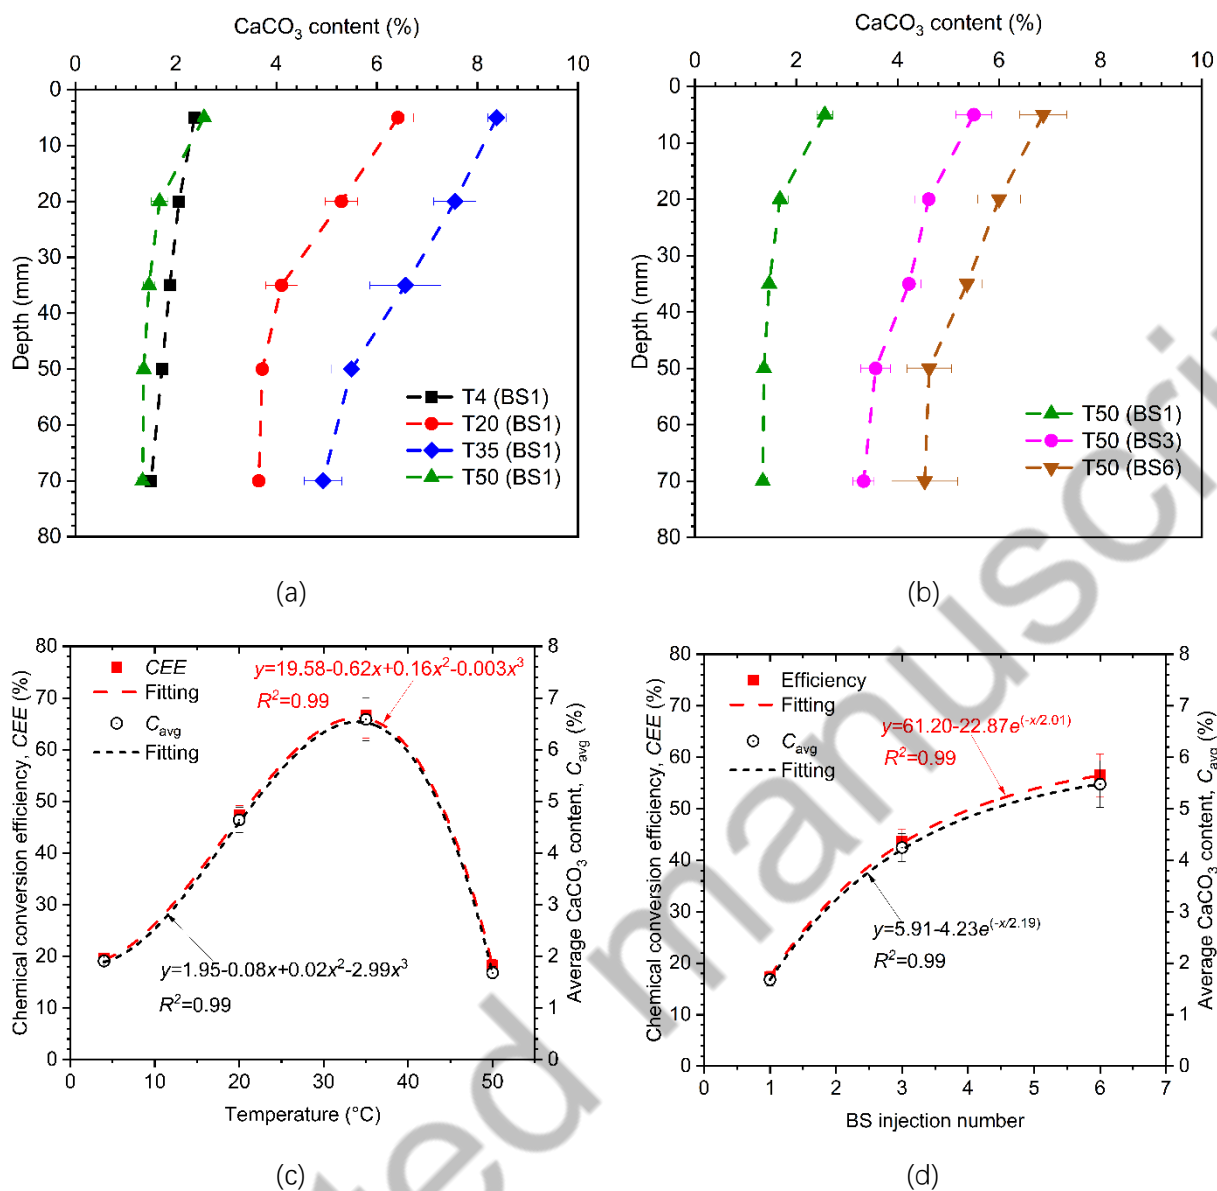 CaCO3 content (%)
0 2 4 6 8 10
0
10
20
30
40
50
60
70
80
Depth (mm)
T4 (BS1)
T20 (BS1)
T35 (BS1)
T50 (BS1)
(a)
CaCO3 content (%)
0 2 4 6 8 10
0
10
20
30
40
50
60
70
80
Depth (mm)
T50 (BS1)
T50 (BS3)
T50 (BS6)
(b)
80
70
60
50
40
30
20
10
0
Chemical conversion efficiency, CEE (%)
CEE
Fitting
Cavg
Fitting
y=19.58-0.62x+0.16x²-0.003x³
R²=0.99
y=1.95-0.08x+0.02x²-2.99x³
R²=0.99
8
7
6
5
4
3
2
1
0
Average CaCO3 content, Cavg (%)
0 10 20 30 40 50
Temperature (°C)
(c)
80
70
60
50
40
30
20
10
0
Chemical conversion efficiency, CEE (%)
Efficiency
Fitting
Cavg
Fitting
y=61.20-22.87e(-x/2.01)
R²=0.99
y=5.91-4.23e(-x/2.19)
R²=0.99
8
7
6
5
4
3
2
1
0
Average CaCO3 content, Cavg (%)
0 1 2 3 4 5 6 7
BS injection number
(d)
ted manuscri